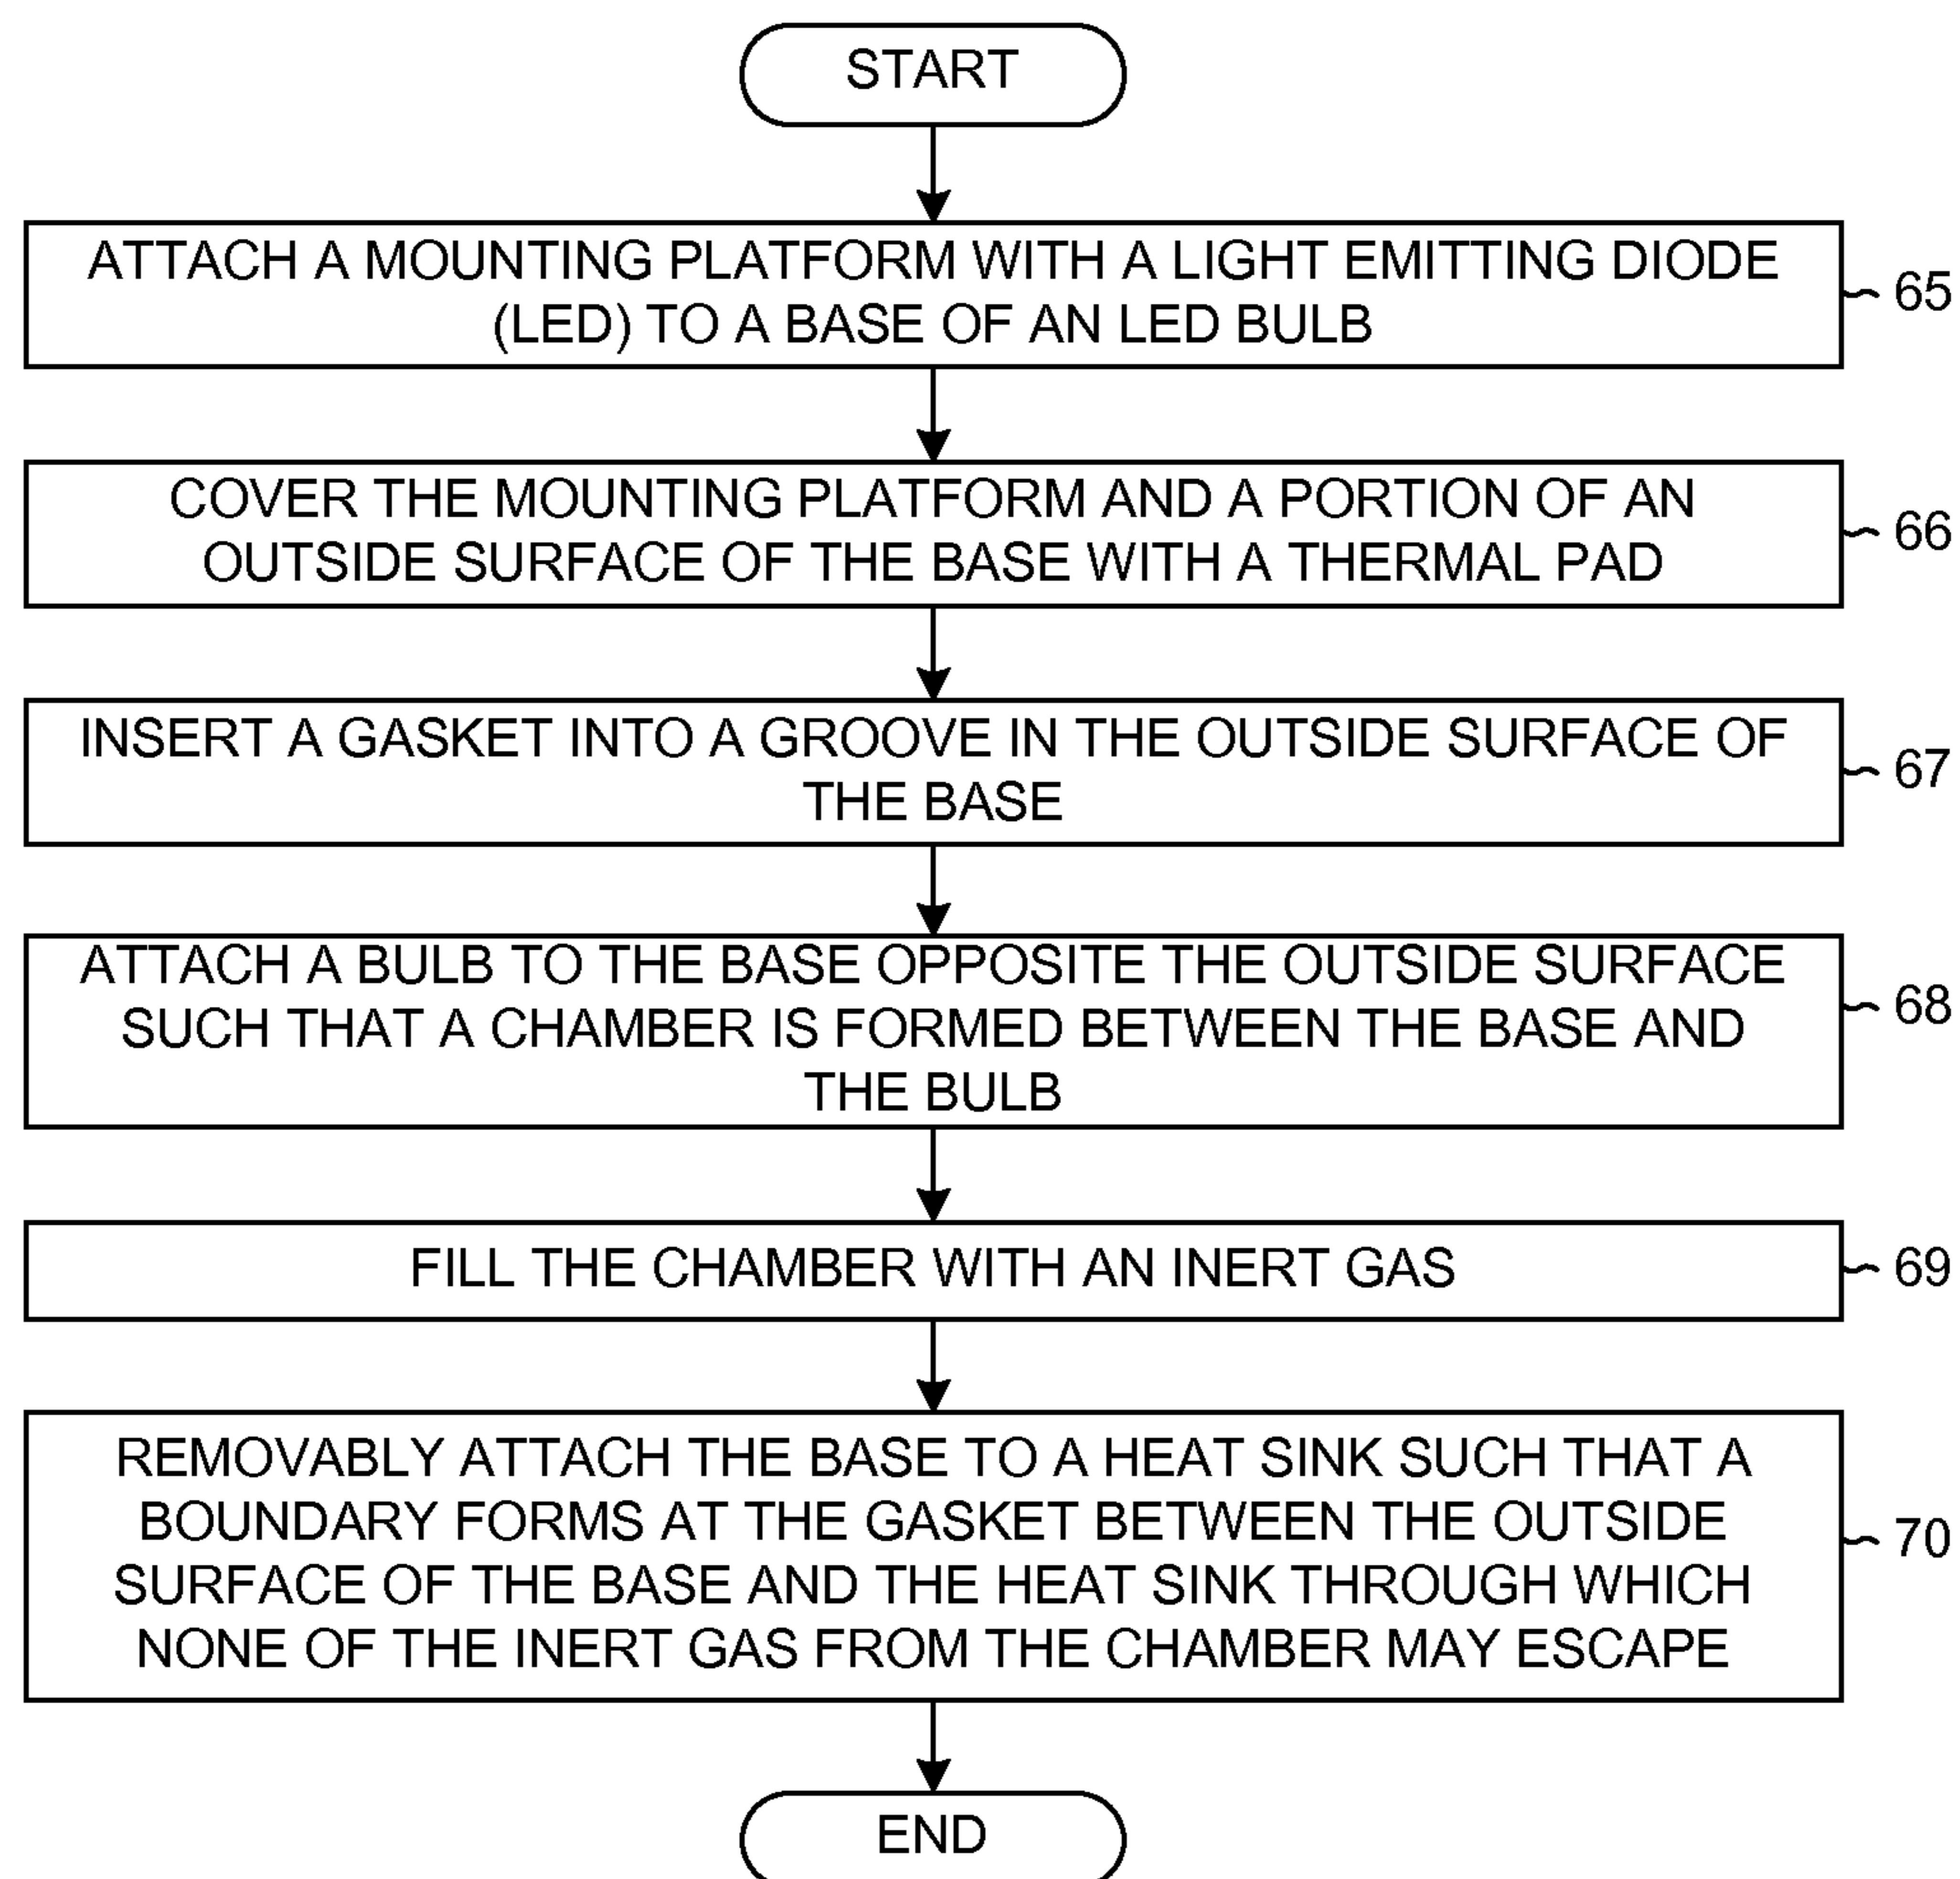 START
ATTACH A MOUNTING PLATFORM WITH A LIGHT EMITTING DIODE
(LED) TO A BASE OF AN LED BULB
65
COVER THE MOUNTING PLATFORM AND A PORTION OF AN
OUTSIDE SURFACE OF THE BASE WITH A THERMAL PAD
66
INSERT A GASKET INTO A GROOVE IN THE OUTSIDE SURFACE OF
THE BASE
67
ATTACH A BULB TO THE BASE OPPOSITE THE OUTSIDE SURFACE
SUCH THAT A CHAMBER IS FORMED BETWEEN THE BASE AND
THE BULB
68
FILL THE CHAMBER WITH AN INERT GAS
69
REMOVABLY ATTACH THE BASE TO A HEAT SINK SUCH THAT A
BOUNDARY FORMS AT THE GASKET BETWEEN THE OUTSIDE
SURFACE OF THE BASE AND THE HEAT SINK THROUGH WHICH
NONE OF THE INERT GAS FROM THE CHAMBER MAY ESCAPE
70
END